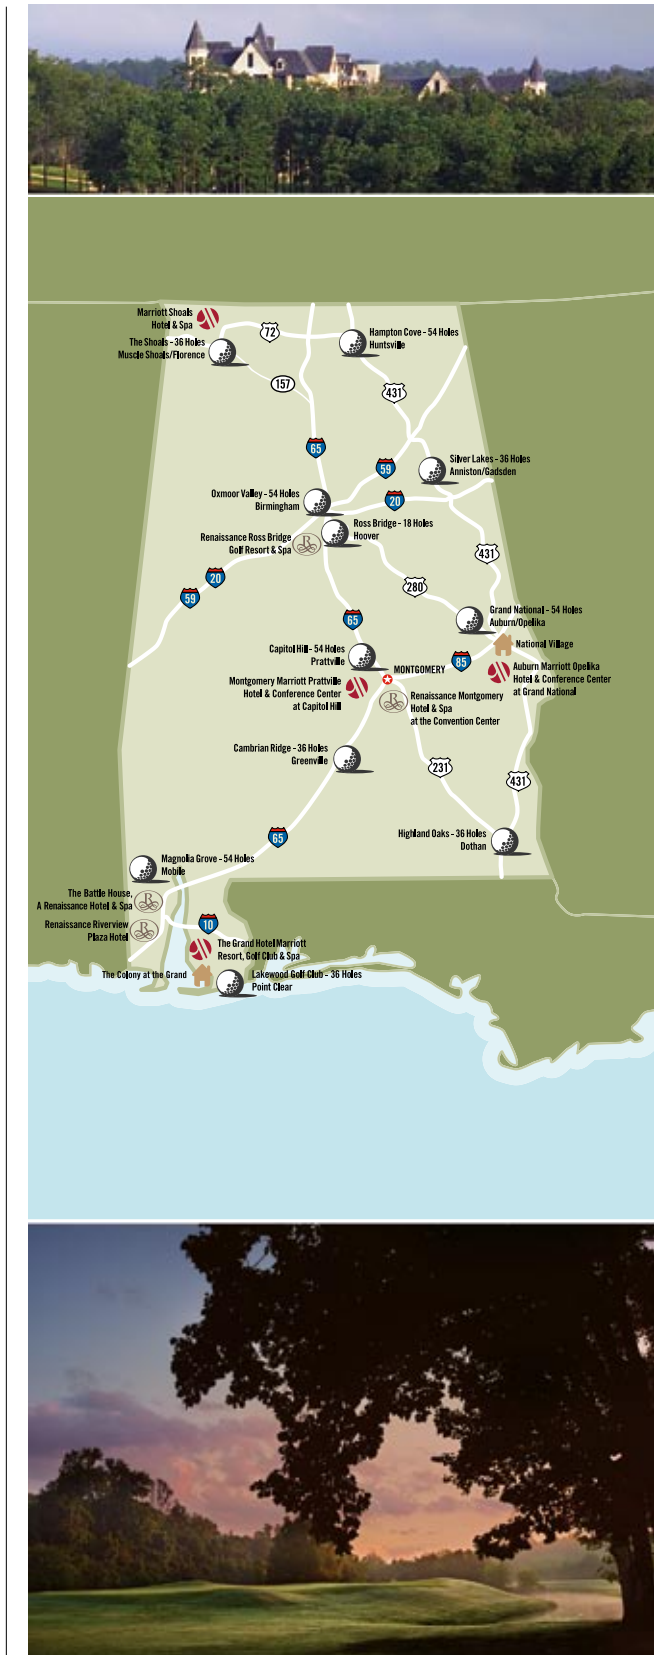 Marriott Shoals
Hotel & Spa
The Shoals - 36 Holes
Muscle Shoals/Florence
72
Hampton Cove - 54 Holes
Huntsville
157
431
65
59
Silver Lakes - 36 Holes
Anniston/Gadsden
Oxmoor Valley - 54 Holes
Birmingham
20
Ross Bridge - 18 Holes
Hoover
Renaissance Ross Bridge
Golf Resort & Spa
R
431
20
59
280
65
Grand National - 54 Holes
Auburn/Opelika
National Village
Capitol Hill - 54 Holes
Prattville
85
MONTGOMERY
Auburn Marriott Opelika
Hotel & Conference Center
at Grand National
Montgomery Marriott Prattville
Hotel & Conference Center
at Capitol Hill
R
Renaissance Montgomery
Hotel & Spa
at the Convention Center
Cambrian Ridge - 36 Holes
Greenville
231
431
65
Highland Oaks - 36 Holes
Dothan
Magnolia Grove - 54 Holes
Mobile
The Battle House,
A Renaissance Hotel & Spa
R
Renaissance Riverview
Plaza Hotel
R
10
The Grand Hotel Marriott
Resort, Golf Club & Spa
The Colony at the Grand
Lakewood Golf Club - 36 Holes
Point Clear